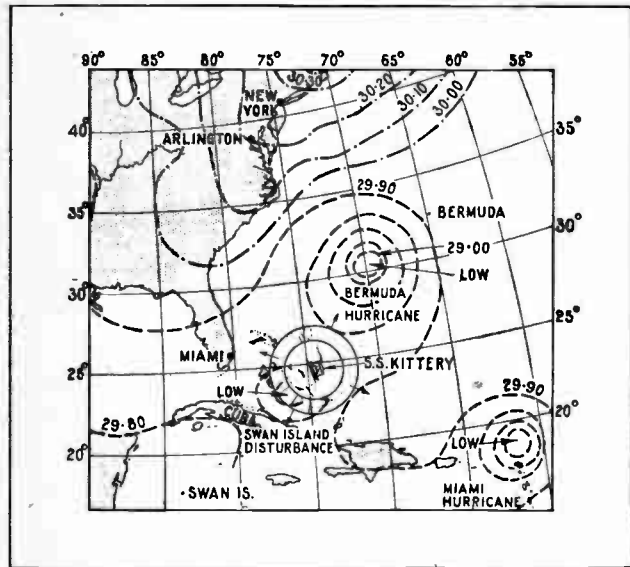 90° 80° 75° 70° 65° 60° 55°
30·30
30·20
30·10
30·00
NEW
YORK
40°
ARLINGTON
35°
29·90
35°
BERMUDA
30°
29·00
LOW
30°
BERMUDA
HURRICANE
25°
MIAMI
S.S. KITTERY
25°
LOW
29·90
20°
CUBA
29·80
SWAN ISLAND
DISTURBANCE
LOW
20°
SWAN IS.
MIAMI
HURRICANE